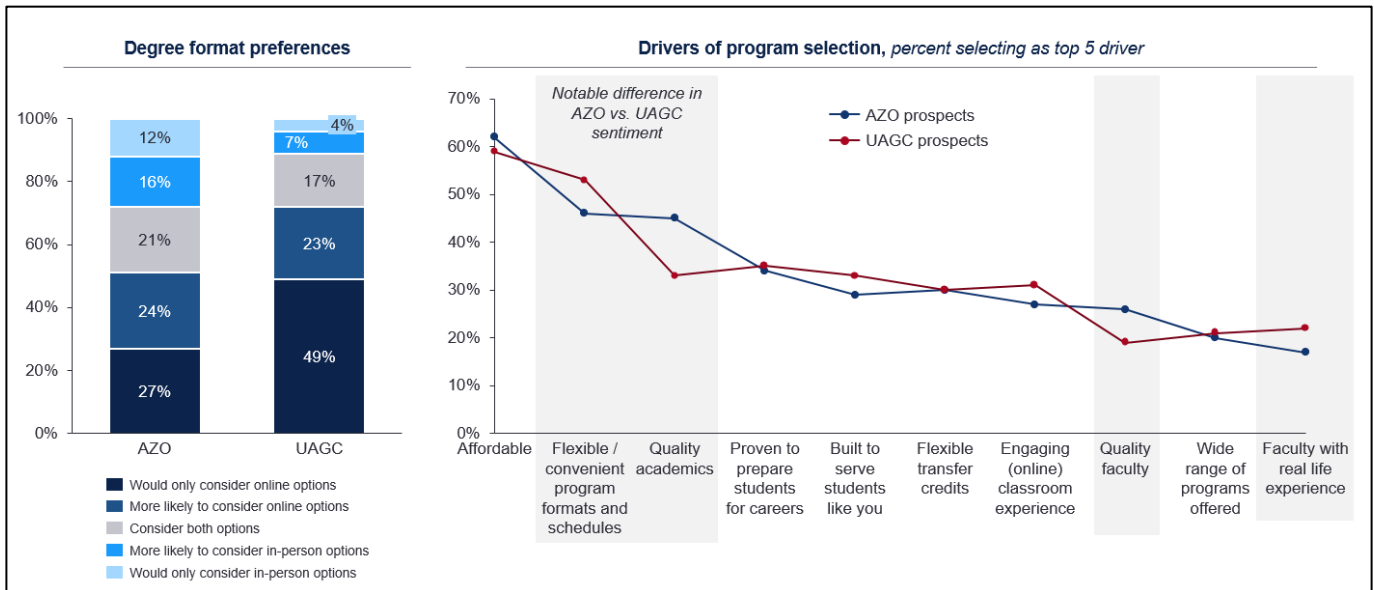 Degree format preferences
100%
80%
60%
40%
20%
0%
12%
16%
21%
24%
27%
4%
7%
17%
23%
49%
AZO
UAGC
Would only consider online options
More likely to consider online options
Consider both options
More likely to consider in-person options
Would only consider in-person options
Drivers of program selection, percent selecting as top 5 driver
70%
60%
50%
40%
30%
20%
10%
0%
Notable difference in
AZO vs. UAGC
sentiment
AZO prospects
UAGC prospects
Affordable
Flexible /
convenient
program
formats and
schedules
Quality
academics
Proven to
prepare
students
for careers
Built to
serve
students
like you
Flexible
transfer
credits
Engaging
(online)
classroom
experience
Quality
faculty
Wide
range of
programs
offered
Faculty with
real life
experience